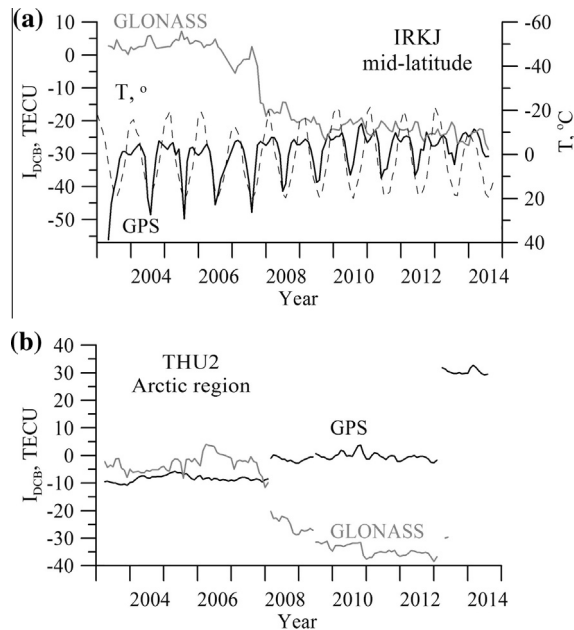 (a)
GLONASS
IRKJ
mid-latitude
T, °
GPS
I_DCB, TECU
10
0
-10
-20
-30
-40
-50
T, °C
-60
-40
-20
0
20
40
2004 2006 2008 2010 2012 2014
Year
(b)
THU2
Arctic region
GPS
GLONASS
I_DCB, TECU
40
30
20
10
0
-10
-20
-30
-40
2004 2006 2008 2010 2012 2014
Year